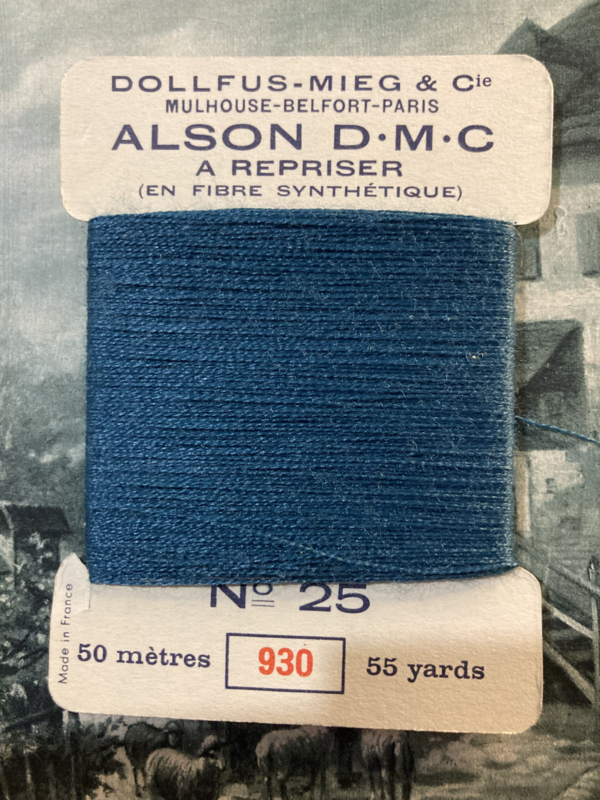 DOLLFUS-MIEG & Cie
MULHOUSE-BELFORT-PARIS
ALSON D·M·C
A REPRISER
(EN FIBRE SYNTHÉTIQUE)
No 25
50 mètres 930 55 yards
Made in France